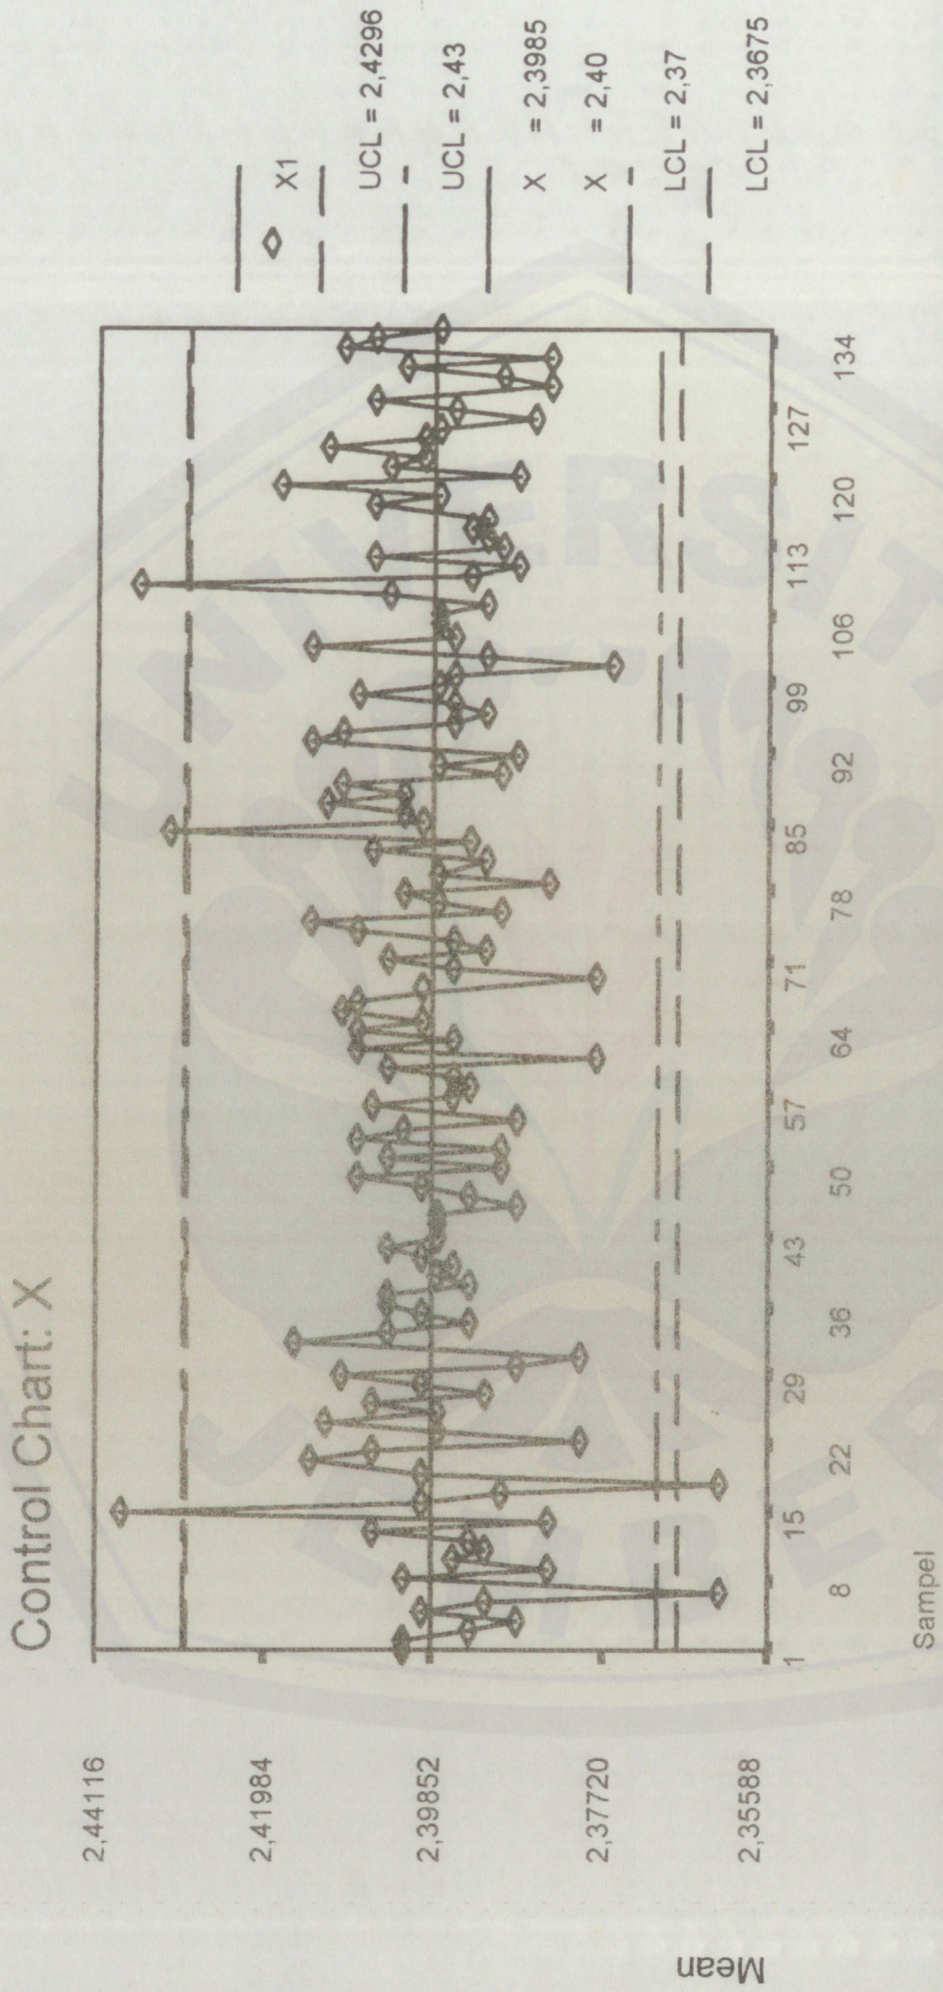 Control Chart: X
2,44116
2,41984
2,39852
2,37720
2,35588
Mean
1
8
15
22
29
36
43
50
57
64
71
78
85
92
99
106
113
120
127
134
Sampel
X1
UCL = 2,4296
UCL = 2,43
X = 2,3985
X = 2,40
LCL = 2,37
LCL = 2,3675
UNIVERSIT
JEMBER